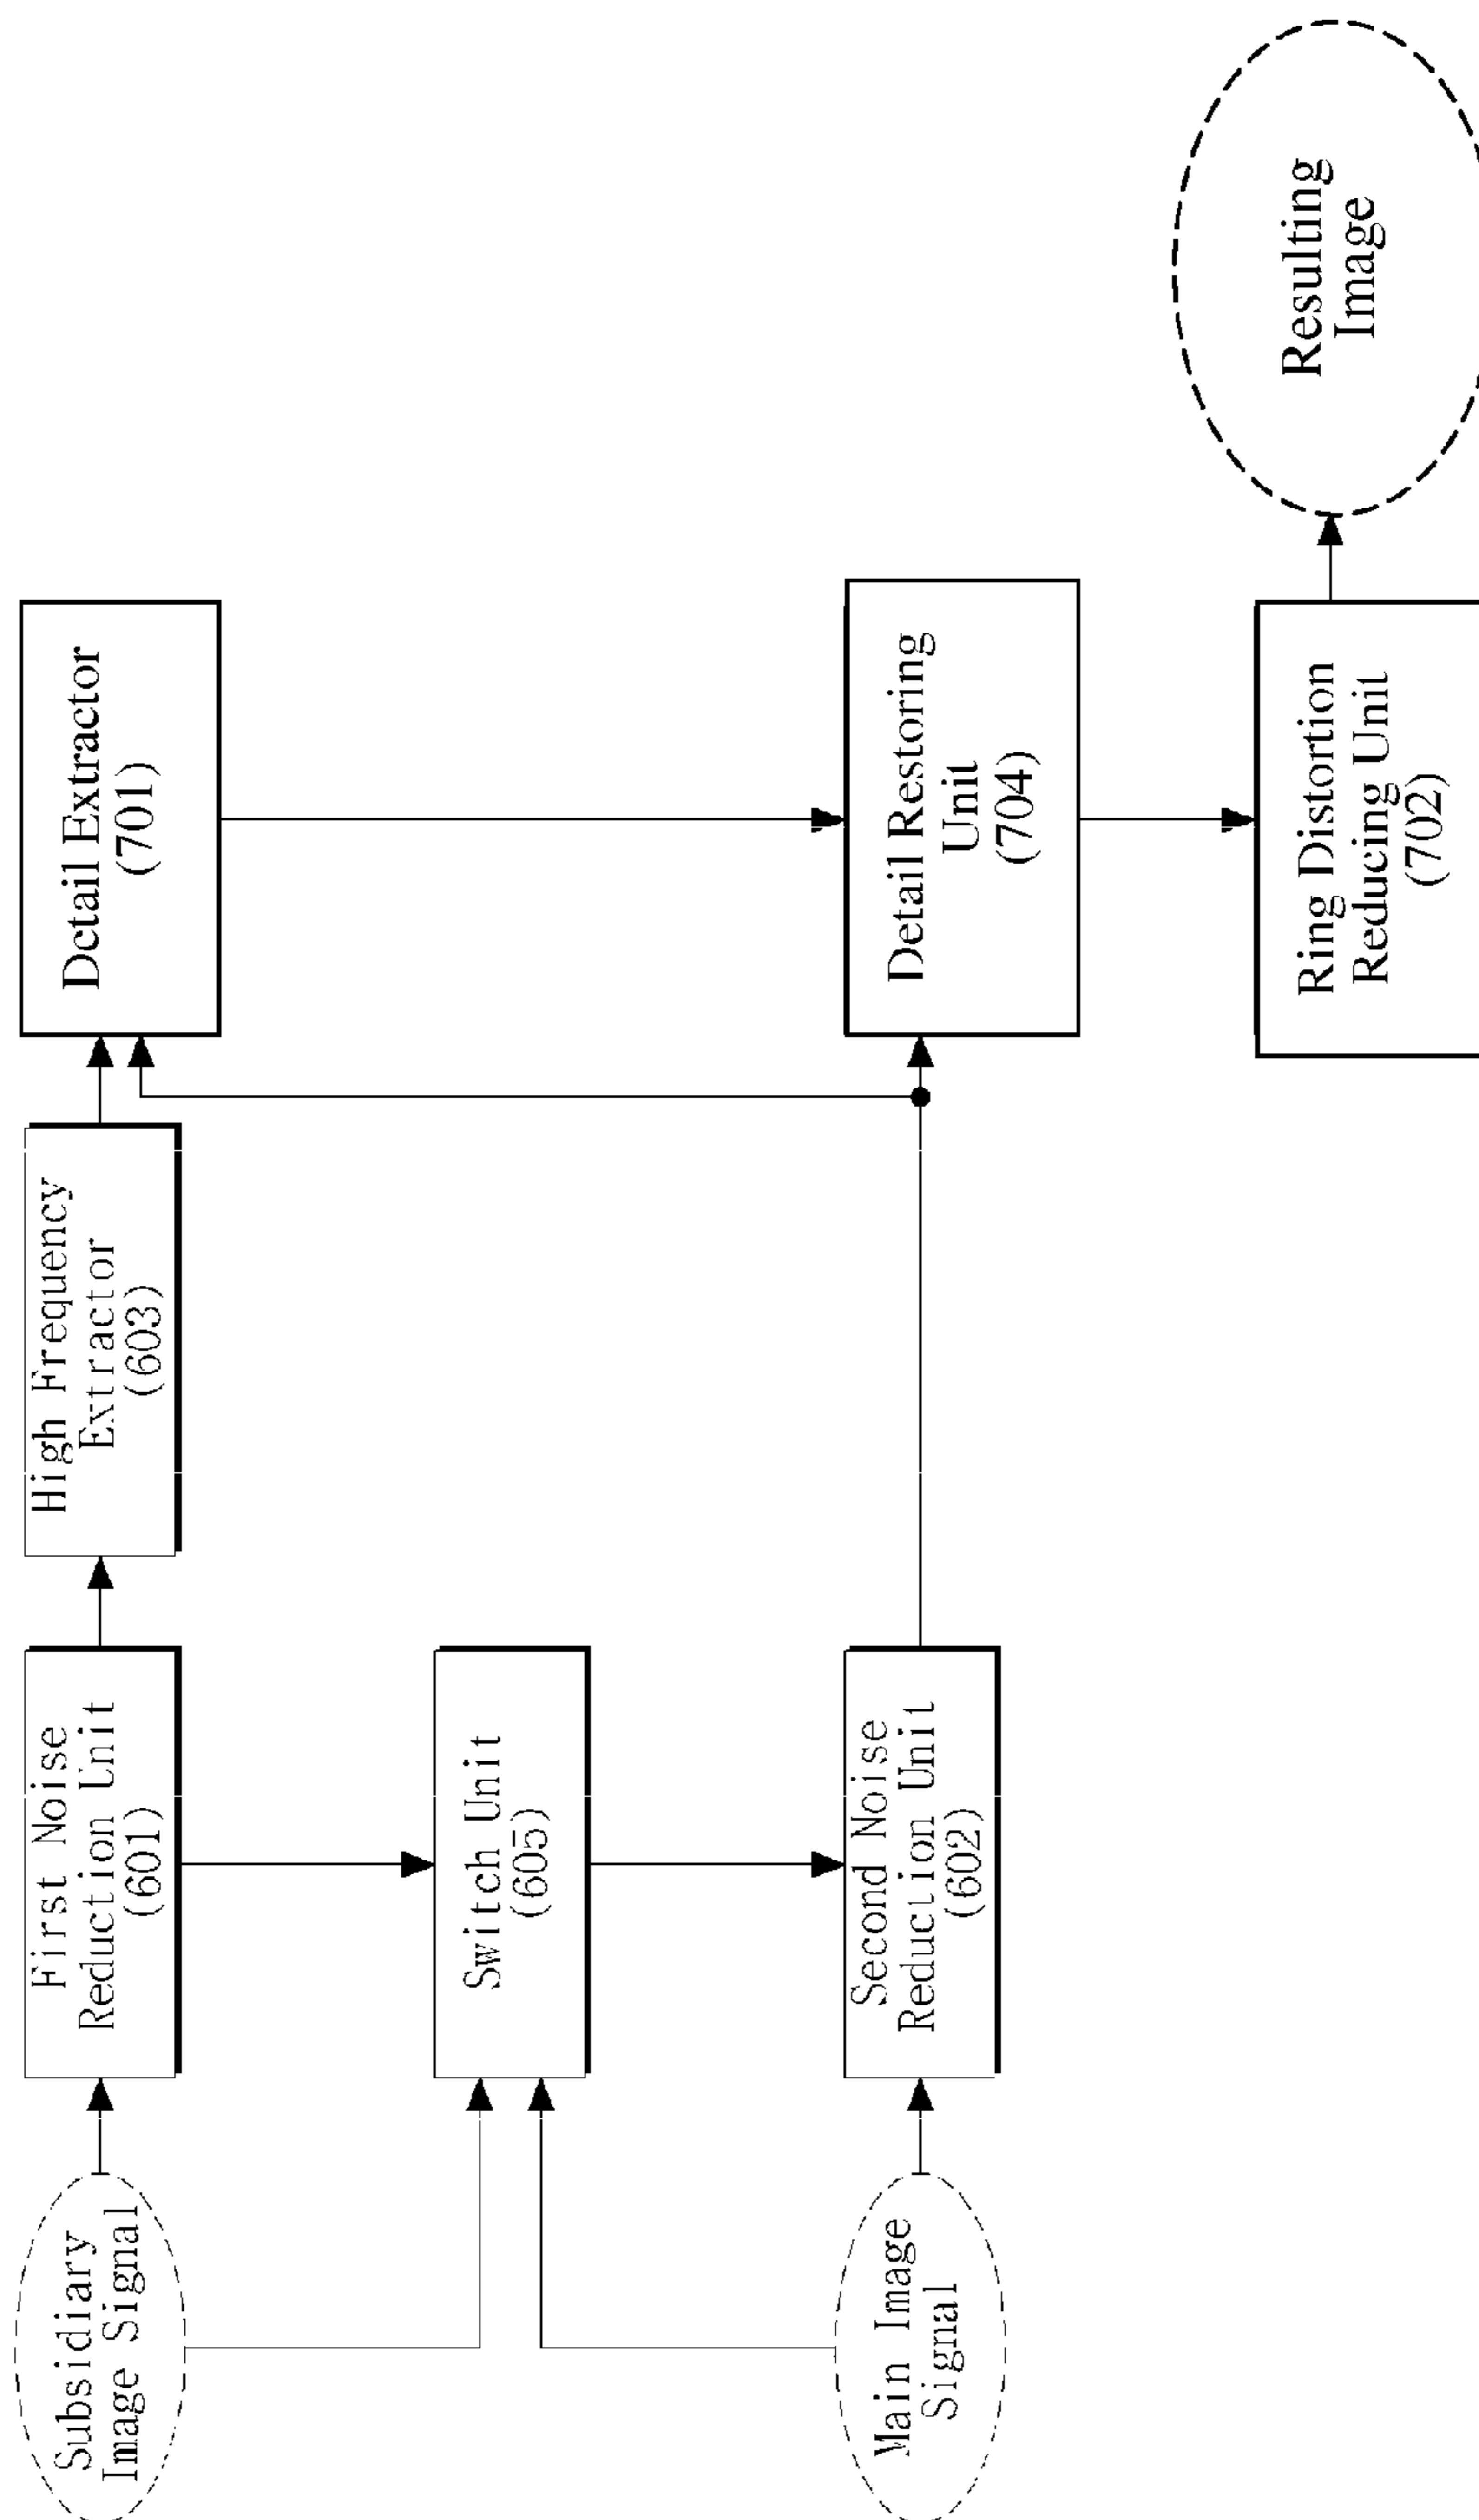 Subsidiary
Image Signal
First Noise
Reduction Unit
(601)
High Frequency
Extractor
(603)
Detail Extractor
(701)
Switch Unit
(605)
Main Image
Signal
Second Noise
Reduction Unit
(602)
Detail Restoring
Unit
(704)
Ring Distortion
Reducing Unit
(702)
Resulting
Image